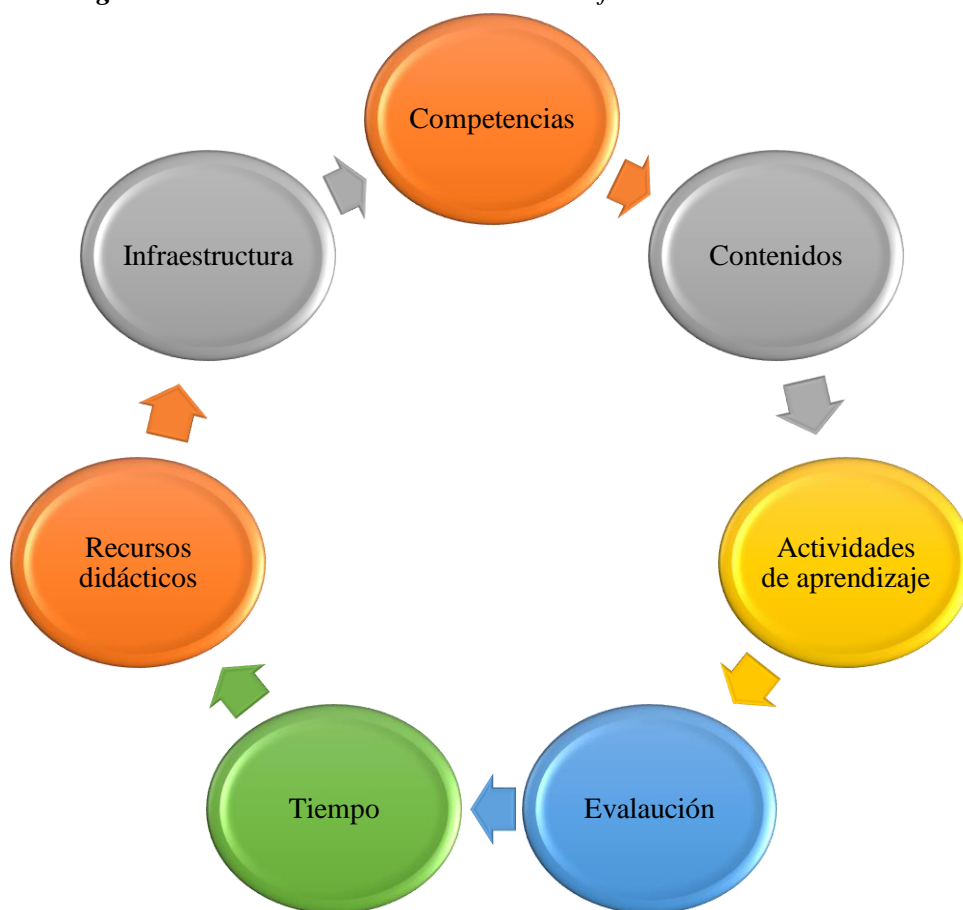 Competencias
Contenidos
Actividades
de aprendizaje
Evalaución
Tiempo
Recursos
didácticos
Infraestructura